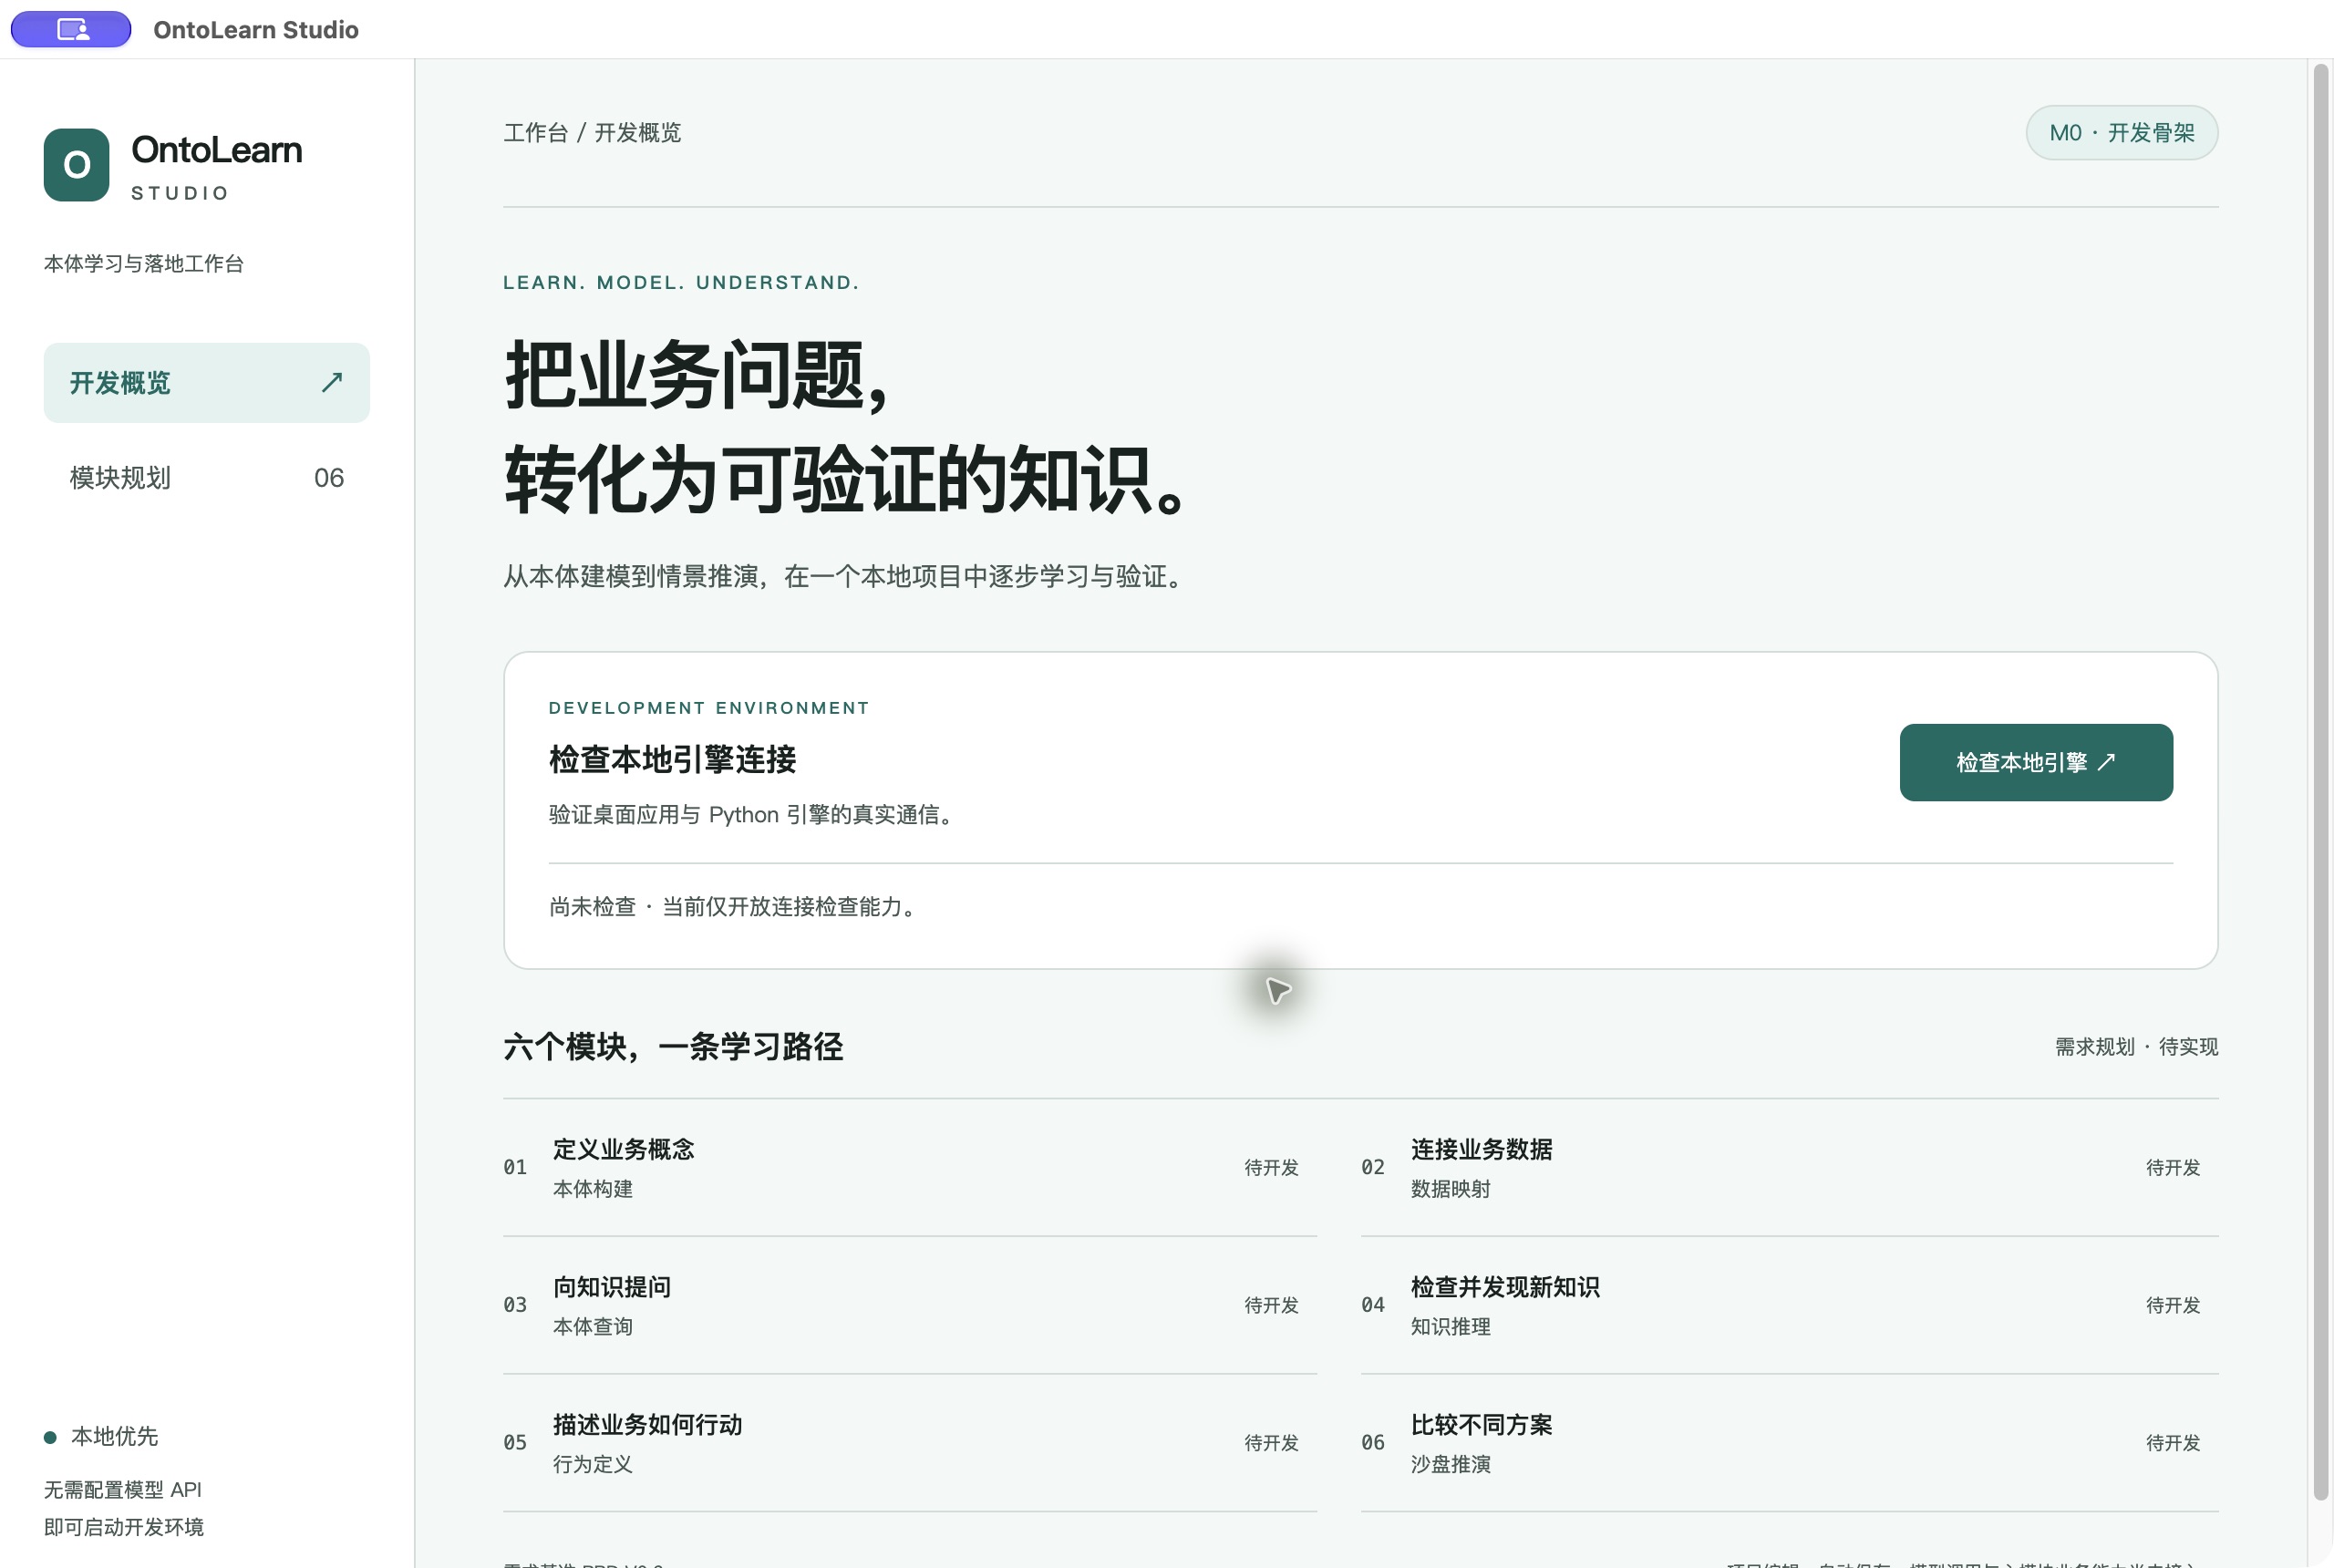 OntoLearn Studio
O
OntoLearn
STUDIO
本体学习与落地工作台
开发概览 ↗
模块规划 06
本地优先
无需配置模型 API
即可启动开发环境
工作台 / 开发概览
M0 · 开发骨架
LEARN. MODEL. UNDERSTAND.
把业务问题，
转化为可验证的知识。
从本体建模到情景推演，在一个本地项目中逐步学习与验证。
DEVELOPMENT ENVIRONMENT
检查本地引擎连接
验证桌面应用与 Python 引擎的真实通信。
检查本地引擎 ↗
尚未检查 · 当前仅开放连接检查能力。
六个模块，一条学习路径
需求规划 · 待实现
01
定义业务概念
本体构建
待开发
02
连接业务数据
数据映射
待开发
03
向知识提问
本体查询
待开发
04
检查并发现新知识
知识推理
待开发
05
描述业务如何行动
行为定义
待开发
06
比较不同方案
沙盘推演
待开发